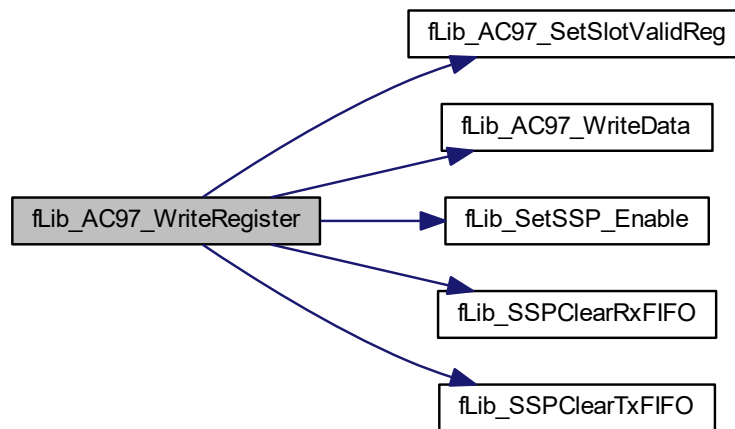 fLib_AC97_SetSlotValidReg
fLib_AC97_WriteData
fLib_AC97_WriteRegister
fLib_SetSSP_Enable
fLib_SSPClearRxFIFO
fLib_SSPClearTxFIFO